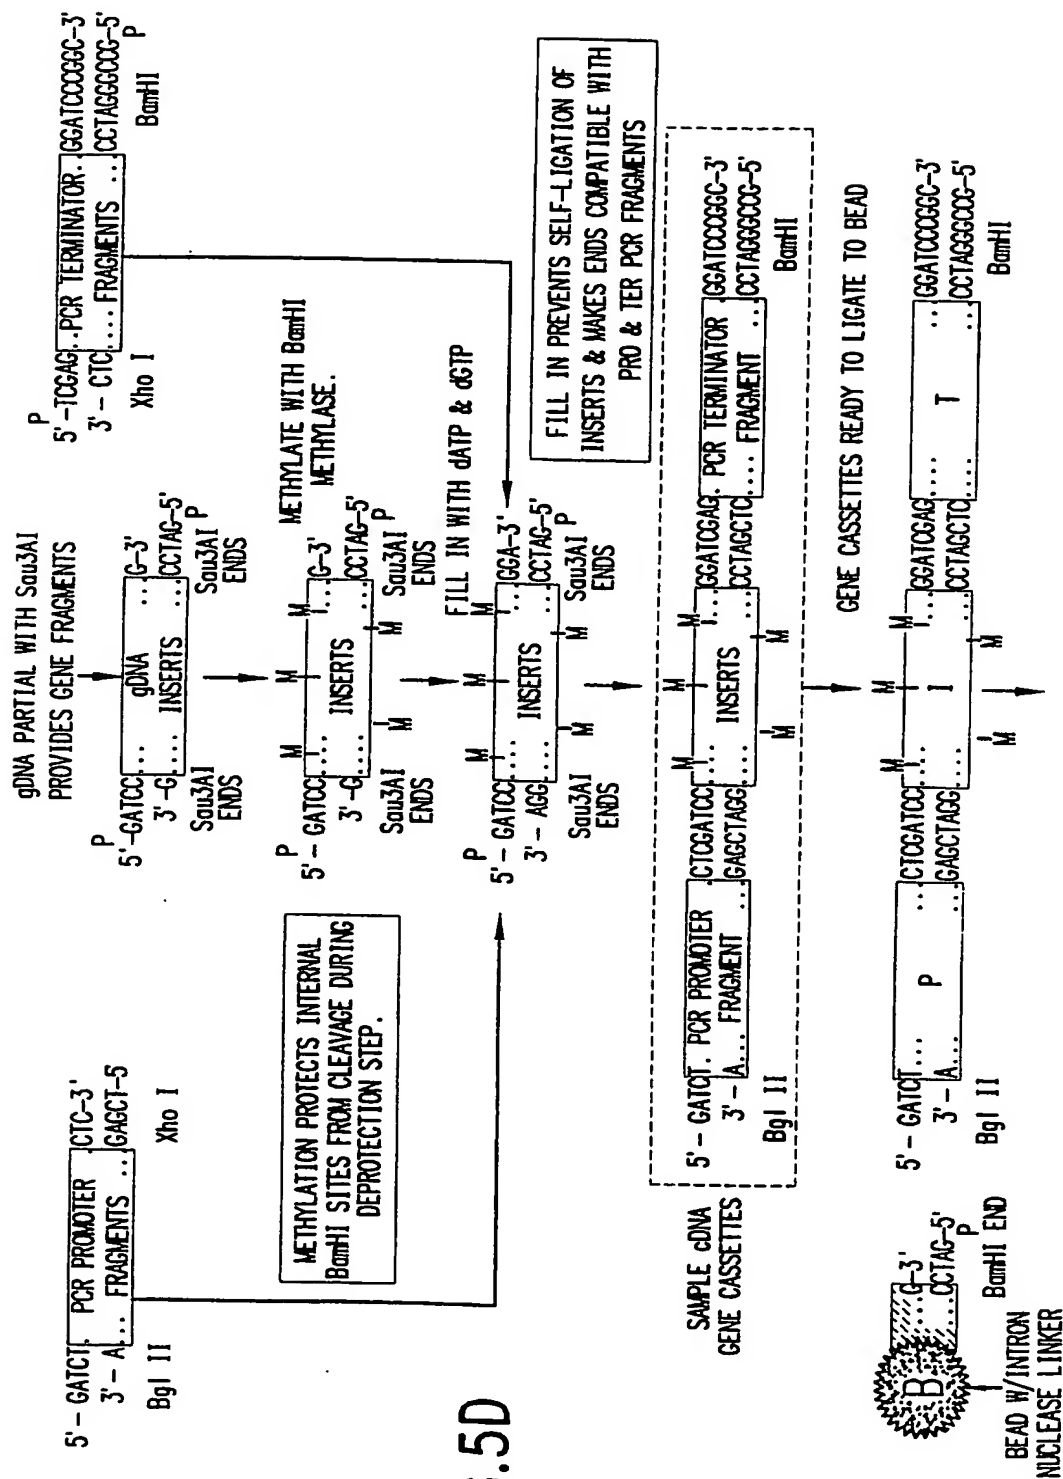 gDNA PARTIAL WITH Sau3AI
PROVIDES GENE FRAGMENTS
5'- GATCT. PCR PROMOTER .CTC-3'
3'- A... FRAGMENTS ...GAGCT-5
Bgl II
Xho I
P
5'-GATCC... gDNA ...G-3'
3'-G.... INSERTS ...CCTAG-5'
P
Sau3AI
ENDS
Sau3AI
ENDS
P
5'-TCGAG..PCR TERMINATOR..GGATCCCGGC-3'
3'- CTC.... FRAGMENTS ...CCTAGGGCCG-5'
P
Xho I
BamHI
METHYLATION PROTECTS INTERNAL
BamHI SITES FROM CLEAVAGE DURING
DEPROTECTION STEP.
METHYLATE WITH BamHI
METHYLASE.
M M M
P
5'- GATCC.... ...G-3'
3'-G.... INSERTS ...CCTAG-5'
P
M M
Sau3AI
ENDS
Sau3AI
ENDS
FILL IN WITH dATP & dGTP
M M M
P
5'- GATCC.... ...GGA-3'
3'- AGG.... INSERTS ...CCTAG-5'
P
M M
Sau3AI
ENDS
Sau3AI
ENDS
FILL IN PREVENTS SELF-LIGATION OF
INSERTS & MAKES ENDS COMPATIBLE WITH
PRO & TER PCR FRAGMENTS
.5D
SAMPLE cDNA
GENE CASSETTES
M M M
5'- GATCT. PCR PROMOTER .CTCGATCC.... ...GGATCGAG. PCR TERMINATOR .GGATCCCGGC-3'
3'- A... FRAGMENT ...GAGCTAGG.... INSERTS ...CCTAGCTC.... FRAGMENT ...CCTAGGGCCG-5'
M M
Bgl II
BamHI
GENE CASSETTES READY TO LIGATE TO BEAD
M M M
5'- GATCT... P ...CTCGATCC.... I ...GGATCGAG.... T ...GGATCCCGGC-3'
3'- A... ...GAGCTAGG.... ...CCTAGCTC.... ...CCTAGGGCCG-5'
M M
Bgl II
BamHI
B
...G-3'
...CCTAG-5'
P
BamHI END
BEAD W/INTRON
NUCLEASE LINKER